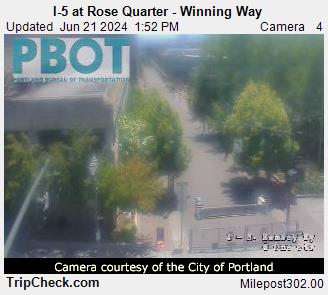 I-5 at Rose Quarter - Winning Way
Updated Jun 21 2024 1:52 PM Camera 4
PBOT
PORTLAND BUREAU OF TRANSPORTATION
Camera courtesy of the City of Portland
TripCheck.com Milepost302.00